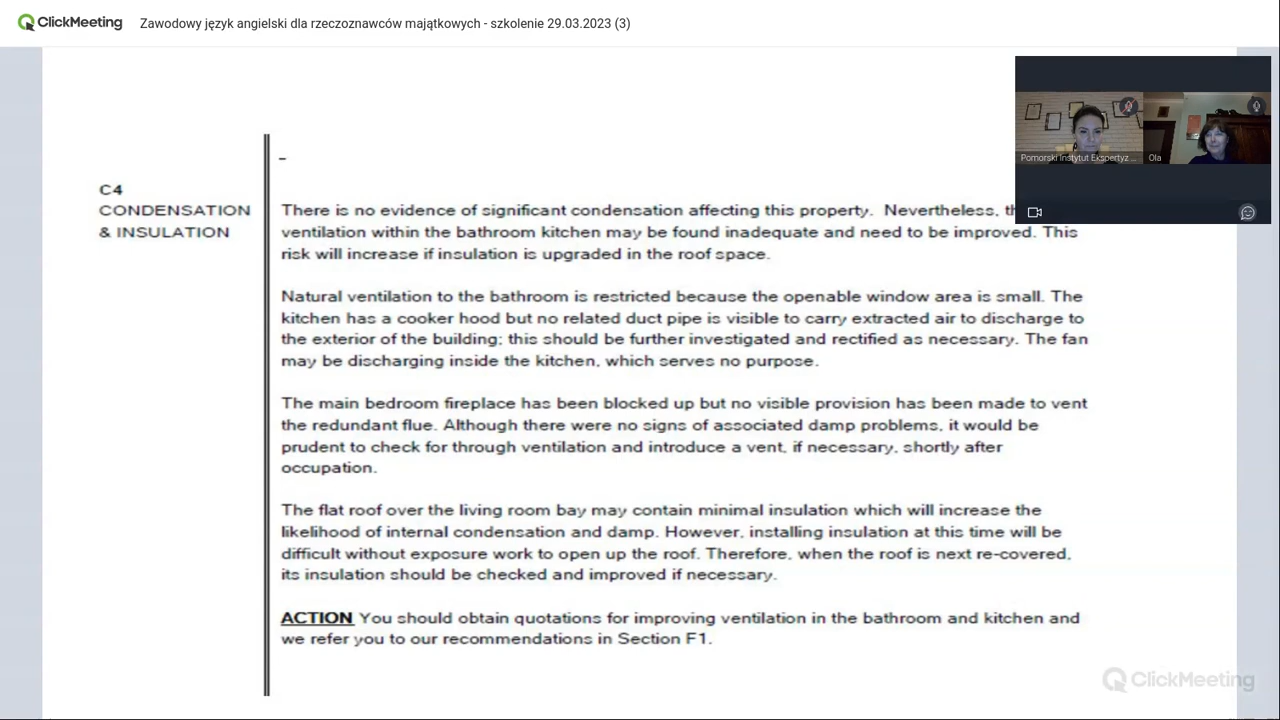 ClickMeeting
Zawodowy język angielski dla rzeczoznawców majątkowych - szkolenie 29.03.2023 (3)
Pomorski Instytut Ekspertyz ...
Ola
-
C4
CONDENSATION
& INSULATION
There is no evidence of significant condensation affecting this property. Nevertheless,
ventilation within the bathroom kitchen may be found inadequate and need to be improved. This
risk will increase if insulation is upgraded in the roof space.
Natural ventilation to the bathroom is restricted because the openable window area is small. The
kitchen has a cooker hood but no related duct pipe is visible to carry extracted air to discharge to
the exterior of the building; this should be further investigated and rectified as necessary. The fan
may be discharging inside the kitchen, which serves no purpose.
The main bedroom fireplace has been blocked up but no visible provision has been made to vent
the redundant flue. Although there were no signs of associated damp problems, it would be
prudent to check for through ventilation and introduce a vent, if necessary, shortly after
occupation.
The flat roof over the living room bay may contain minimal insulation which will increase the
likelihood of internal condensation and damp. However, installing insulation at this time will be
difficult without exposure work to open up the roof. Therefore, when the roof is next re-covered,
its insulation should be checked and improved if necessary.
ACTION You should obtain quotations for improving ventilation in the bathroom and kitchen and
we refer you to our recommendations in Section F1.
ClickMeeting